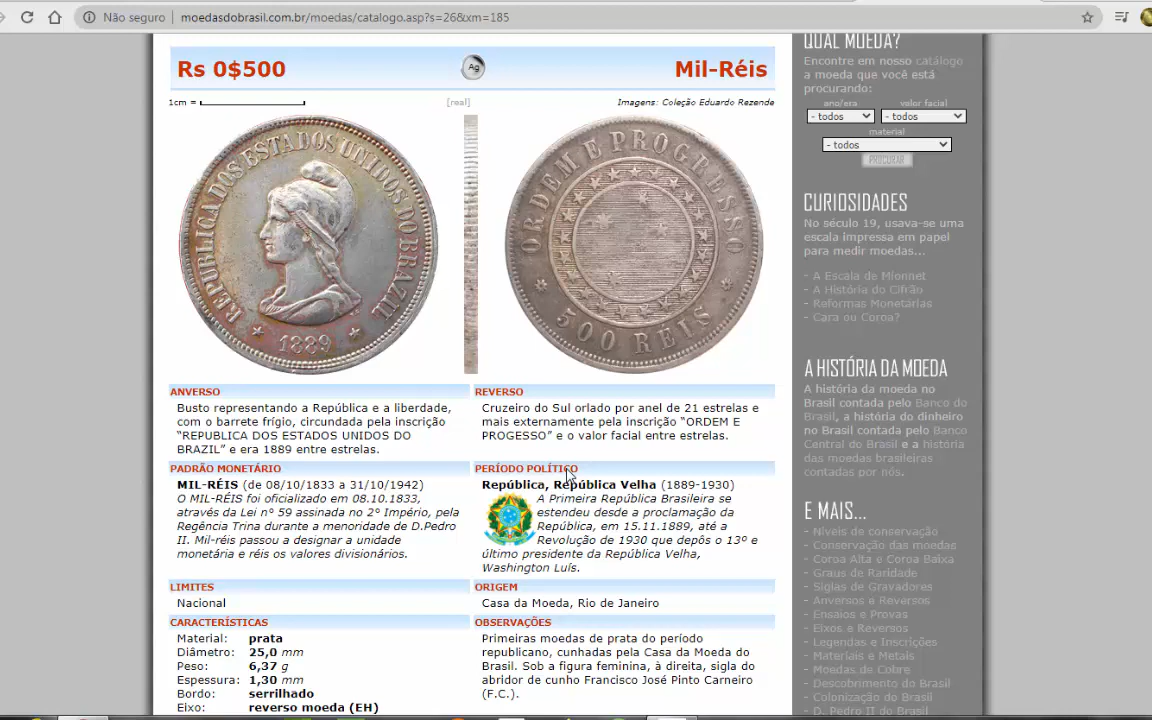 Não seguro | moedasdobrasil.com.br/moedas/catalogo.asp?s=26&xm=185
Rs 0$500
Ag
Mil-Réis
1cm =
[real]
Imagens: Coleção Eduardo Rezende
REPUBLICA DOS ESTADOS UNIDOS DO BRAZIL
1889
ORDEM E PROGRESSO
500 RÉIS
ANVERSO
Busto representando a República e a liberdade,
com o barrete frígio, circundada pela inscrição
“REPUBLICA DOS ESTADOS UNIDOS DO
BRAZIL” e era 1889 entre estrelas.
REVERSO
Cruzeiro do Sul orlado por anel de 21 estrelas e
mais externamente pela inscrição “ORDEM E
PROGESSO” e o valor facial entre estrelas.
PADRÃO MONETÁRIO
MIL-RÉIS (de 08/10/1833 a 31/10/1942)
O MIL-RÉIS foi oficializado em 08.10.1833,
através da Lei n° 59 assinada no 2° Império, pela
Regência Trina durante a menoridade de D.Pedro
II. Mil-réis passou a designar a unidade
monetária e réis os valores divisionários.
PERÍODO POLÍTICO
República, República Velha (1889-1930)
A Primeira República Brasileira se
estendeu desde a proclamação da
República, em 15.11.1889, até a
Revolução de 1930 que depôs o 13º e
último presidente da República Velha,
Washington Luís.
LIMITES
Nacional
ORIGEM
Casa da Moeda, Rio de Janeiro
CARACTERÍSTICAS
Material: prata
Diâmetro: 25,0 mm
Peso: 6,37 g
Espessura: 1,30 mm
Bordo: serrilhado
Eixo: reverso moeda (EH)
OBSERVAÇÕES
Primeiras moedas de prata do período
republicano, cunhadas pela Casa da Moeda do
Brasil. Sob a figura feminina, à direita, sigla do
abridor de cunho Francisco José Pinto Carneiro
(F.C.).
QUAL MOEDA?
Encontre em nosso catálogo
a moeda que você está
procurando:
ano/era
valor facial
- todos
- todos
material
- todos
PROCURAR
CURIOSIDADES
No século 19, usava-se uma
escala impressa em papel
para medir moedas...
- A Escala de Mionnet
- A História do Cifrão
- Reformas Monetárias
- Cara ou Coroa?
A HISTÓRIA DA MOEDA
A história da moeda no
Brasil contada pelo Banco do
Brasil, a história do dinheiro
no Brasil contada pelo Banco
Central do Brasil e a história
das moedas brasileiras
contadas por nós.
E MAIS...
- Níveis de conservação
- Conservação das moedas
- Coroa Alta e Coroa Baixa
- Graus de Raridade
- Siglas de Gravadores
- Anversos e Reversos
- Ensaios e Provas
- Eixos e Reversos
- Legendas e Inscrições
- Materiais e Metais
- Moedas de Cobre
- Descobrimento do Brasil
- Colonização do Brasil
- D. Pedro II do Brasil